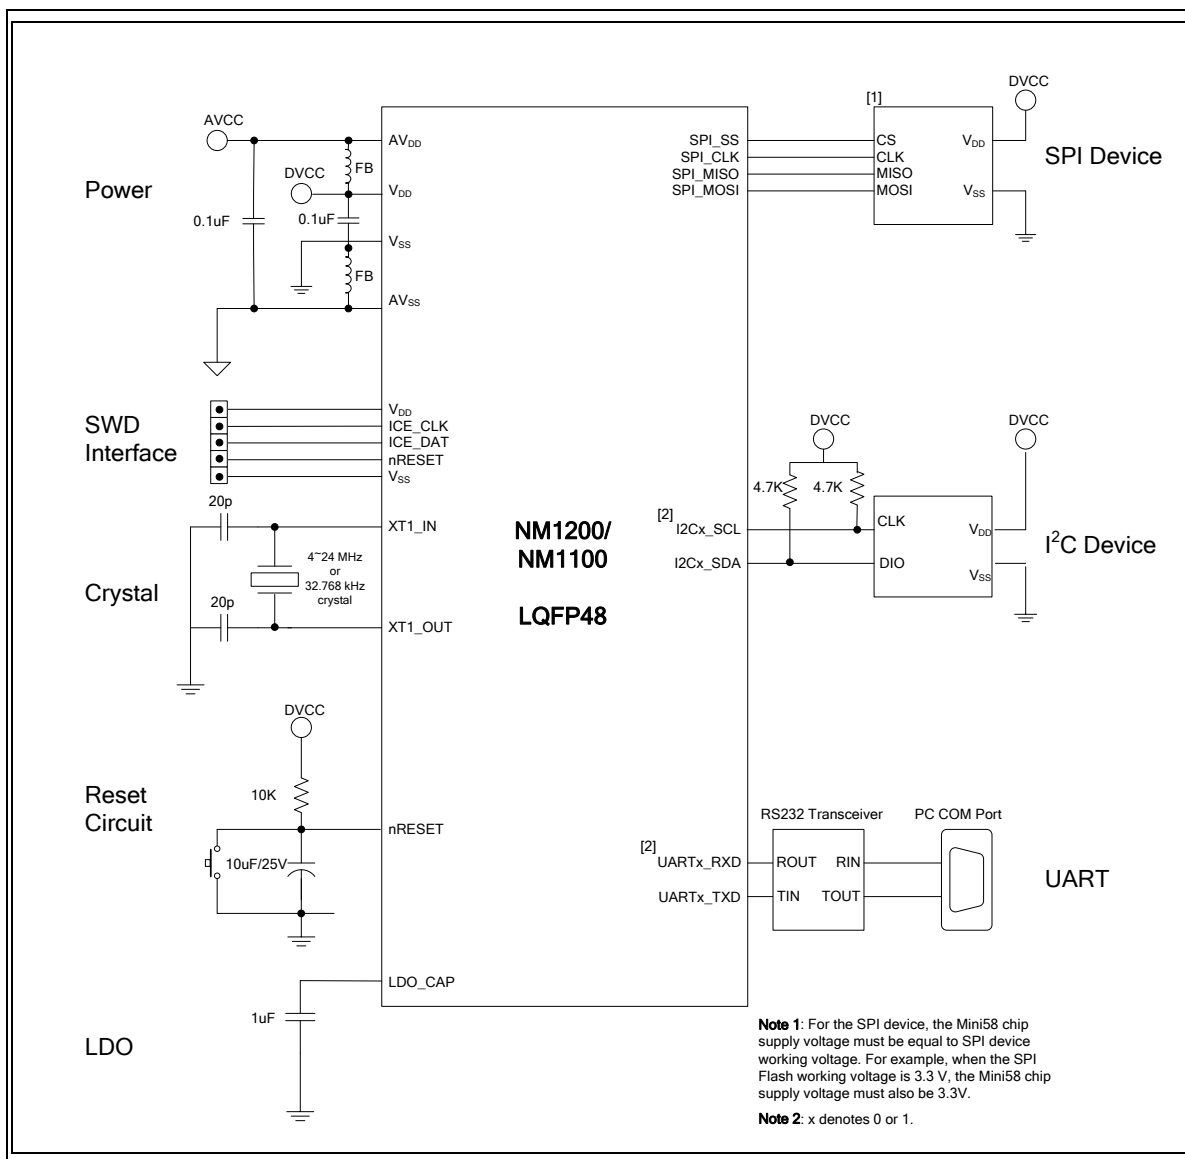 Power
AVCC
DVCC
0.1uF
0.1uF
FB
FB
AVDD
VDD
VSS
AVSS
SWD
Interface
VDD
ICE_CLK
ICE_DAT
nRESET
VSS
Crystal
20p
20p
4~24 MHz
or
32.768 kHz
crystal
XT1_IN
XT1_OUT
Reset
Circuit
DVCC
10K
10uF/25V
nRESET
LDO
1uF
LDO_CAP
NM1200/
NM1100
LQFP48
SPI_SS
SPI_CLK
SPI_MISO
SPI_MOSI
[1]
CS
CLK
MISO
MOSI
VDD
VSS
DVCC
SPI Device
DVCC
4.7K
4.7K
[2]
I2Cx_SCL
I2Cx_SDA
CLK
DIO
VDD
VSS
DVCC
I2C Device
[2]
UARTx_RXD
UARTx_TXD
RS232 Transceiver
ROUT
RIN
TIN
TOUT
PC COM Port
UART
Note 1: For the SPI device, the Mini58 chip
supply voltage must be equal to SPI device
working voltage. For example, when the SPI
Flash working voltage is 3.3 V, the Mini58 chip
supply voltage must also be 3.3V.
Note 2: x denotes 0 or 1.